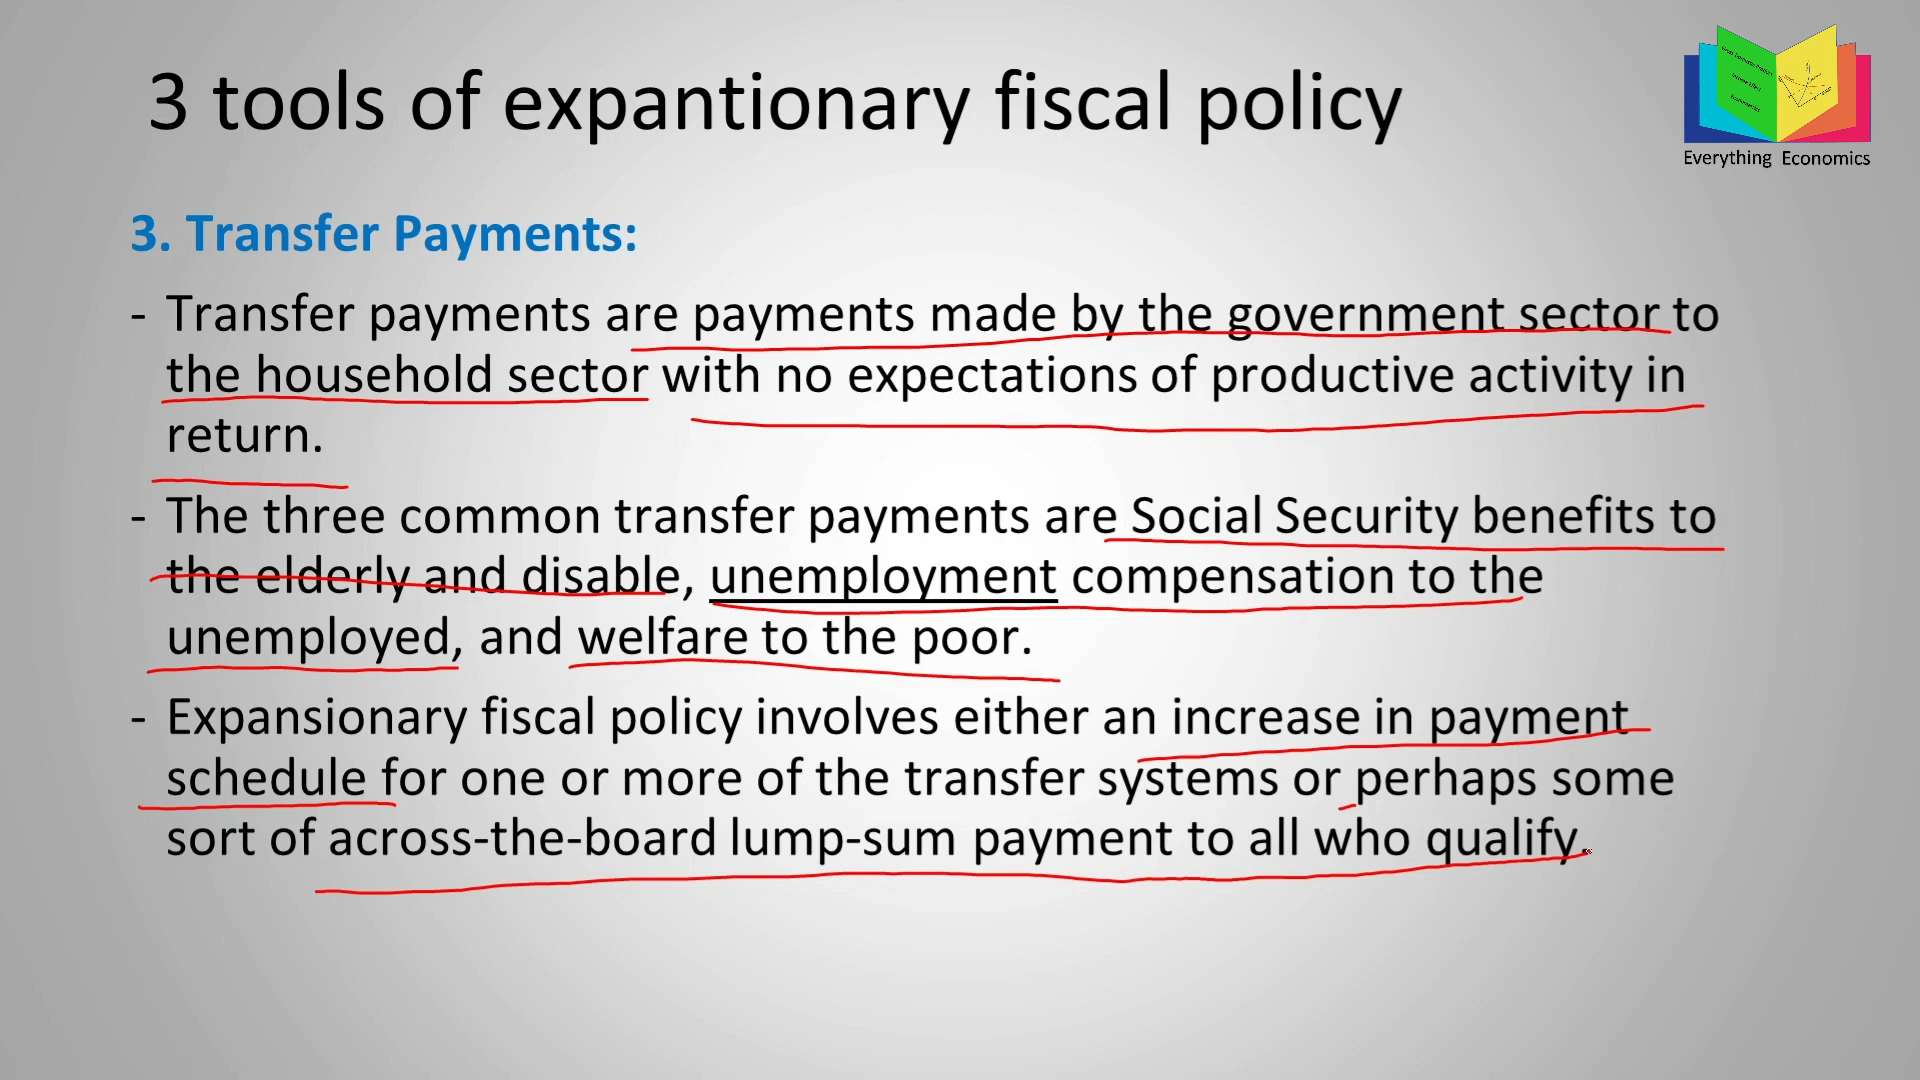 3 tools of expantionary fiscal policy
Everything Economics
3. Transfer Payments:
- Transfer payments are payments made by the government sector to
the household sector with no expectations of productive activity in
return.
- The three common transfer payments are Social Security benefits to
the elderly and disable, unemployment compensation to the
unemployed, and welfare to the poor.
- Expansionary fiscal policy involves either an increase in payment
schedule for one or more of the transfer systems or perhaps some
sort of across-the-board lump-sum payment to all who qualify.